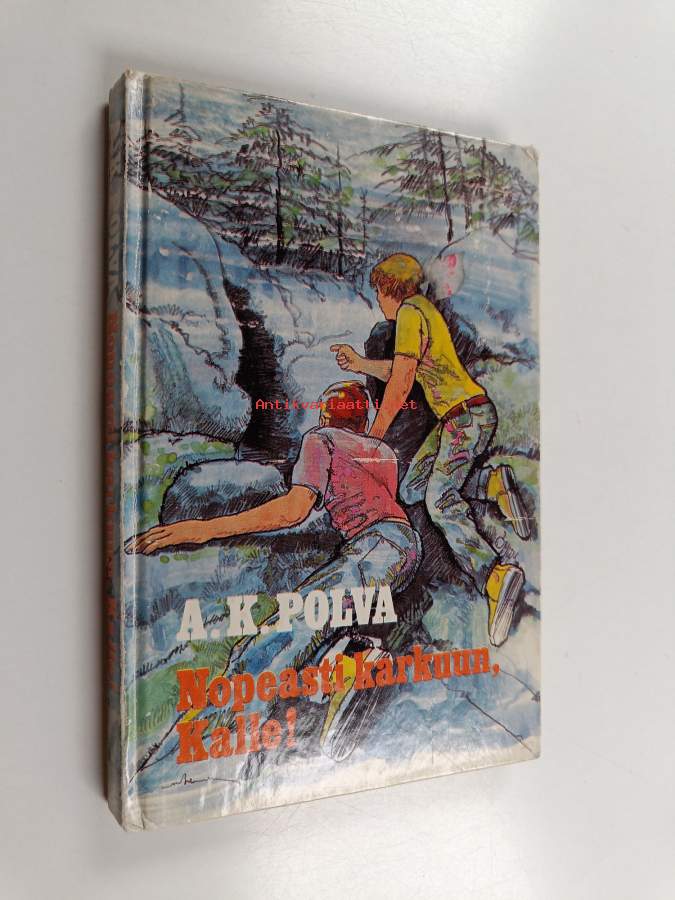 Antikvariaatti.net
A.K. POLVA
Nopeasti karkuun,
Kalle!